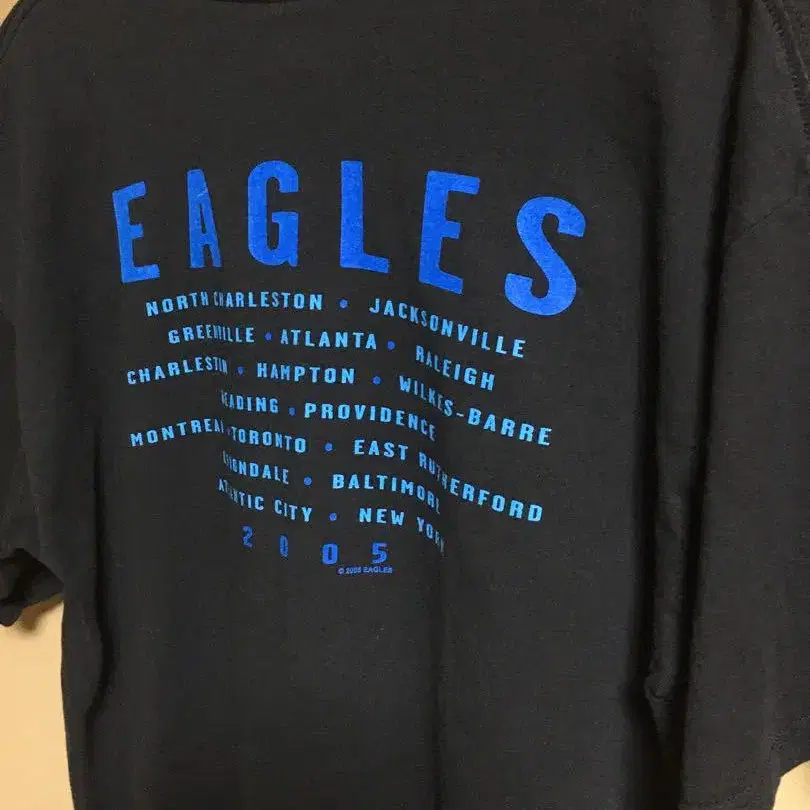 EAGLES
NORTH CHARLESTON • JACKSONVILLE
GREENVILLE • ATLANTA • RALEIGH
CHARLESTON • HAMPTON • WILKES-BARRE
READING • PROVIDENCE
MONTREAL • TORONTO • EAST RUTHERFORD
• BALTIMORE
ATLANTIC CITY • NEW YORK
2005
© 2005 EAGLES